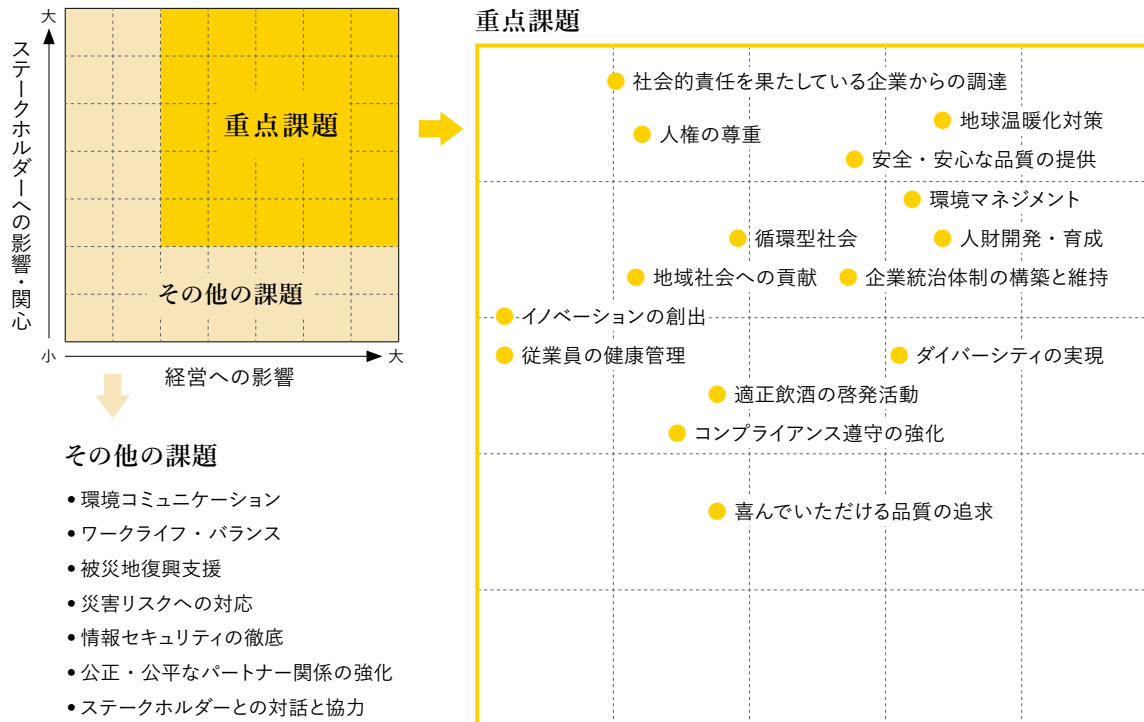 大
ステークホルダーへの影響・関心
重点課題
その他の課題
小
大
経営への影響
その他の課題
•環境コミュニケーション
•ワークライフ・バランス
•被災地復興支援
•災害リスクへの対応
•情報セキュリティの徹底
•公正・公平なパートナー関係の強化
•ステークホルダーとの対話と協力
重点課題
社会的責任を果たしている企業からの調達
地球温暖化対策
人権の尊重
安全・安心な品質の提供
環境マネジメント
循環型社会
人財開発・育成
地域社会への貢献
企業統治体制の構築と維持
イノベーションの創出
従業員の健康管理
ダイバーシティの実現
適正飲酒の啓発活動
コンプライアンス遵守の強化
喜んでいただける品質の追求